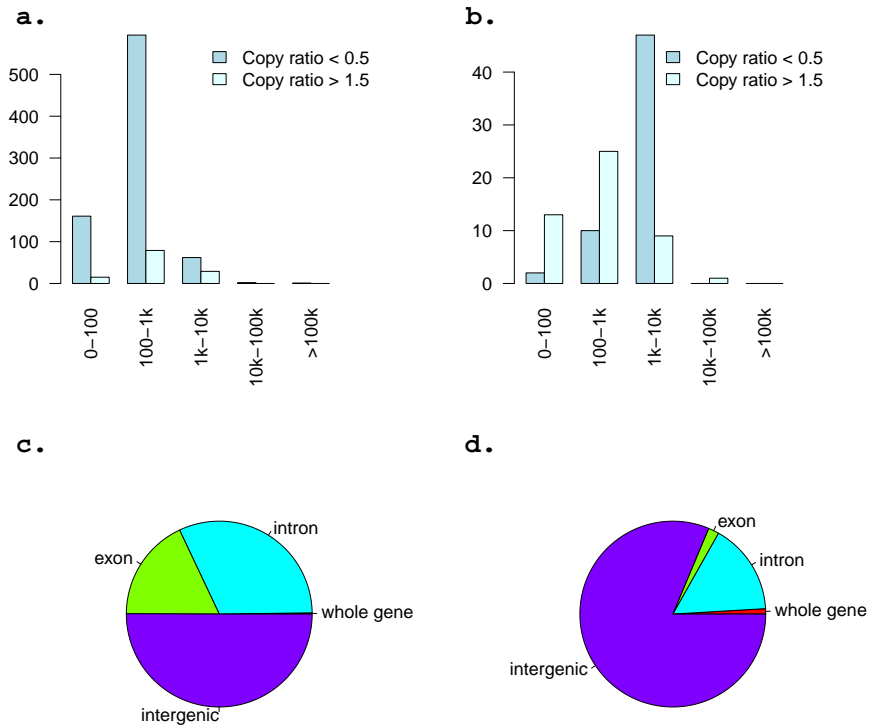 a.
Copy ratio < 0.5
Copy ratio > 1.5
500
400
300
200
100
0
0−100
100−1k
1k−10k
10k−100k
>100k
b.
Copy ratio < 0.5
Copy ratio > 1.5
40
30
20
10
0
0−100
100−1k
1k−10k
10k−100k
>100k
c.
intron
exon
whole gene
intergenic
d.
exon
intron
whole gene
intergenic